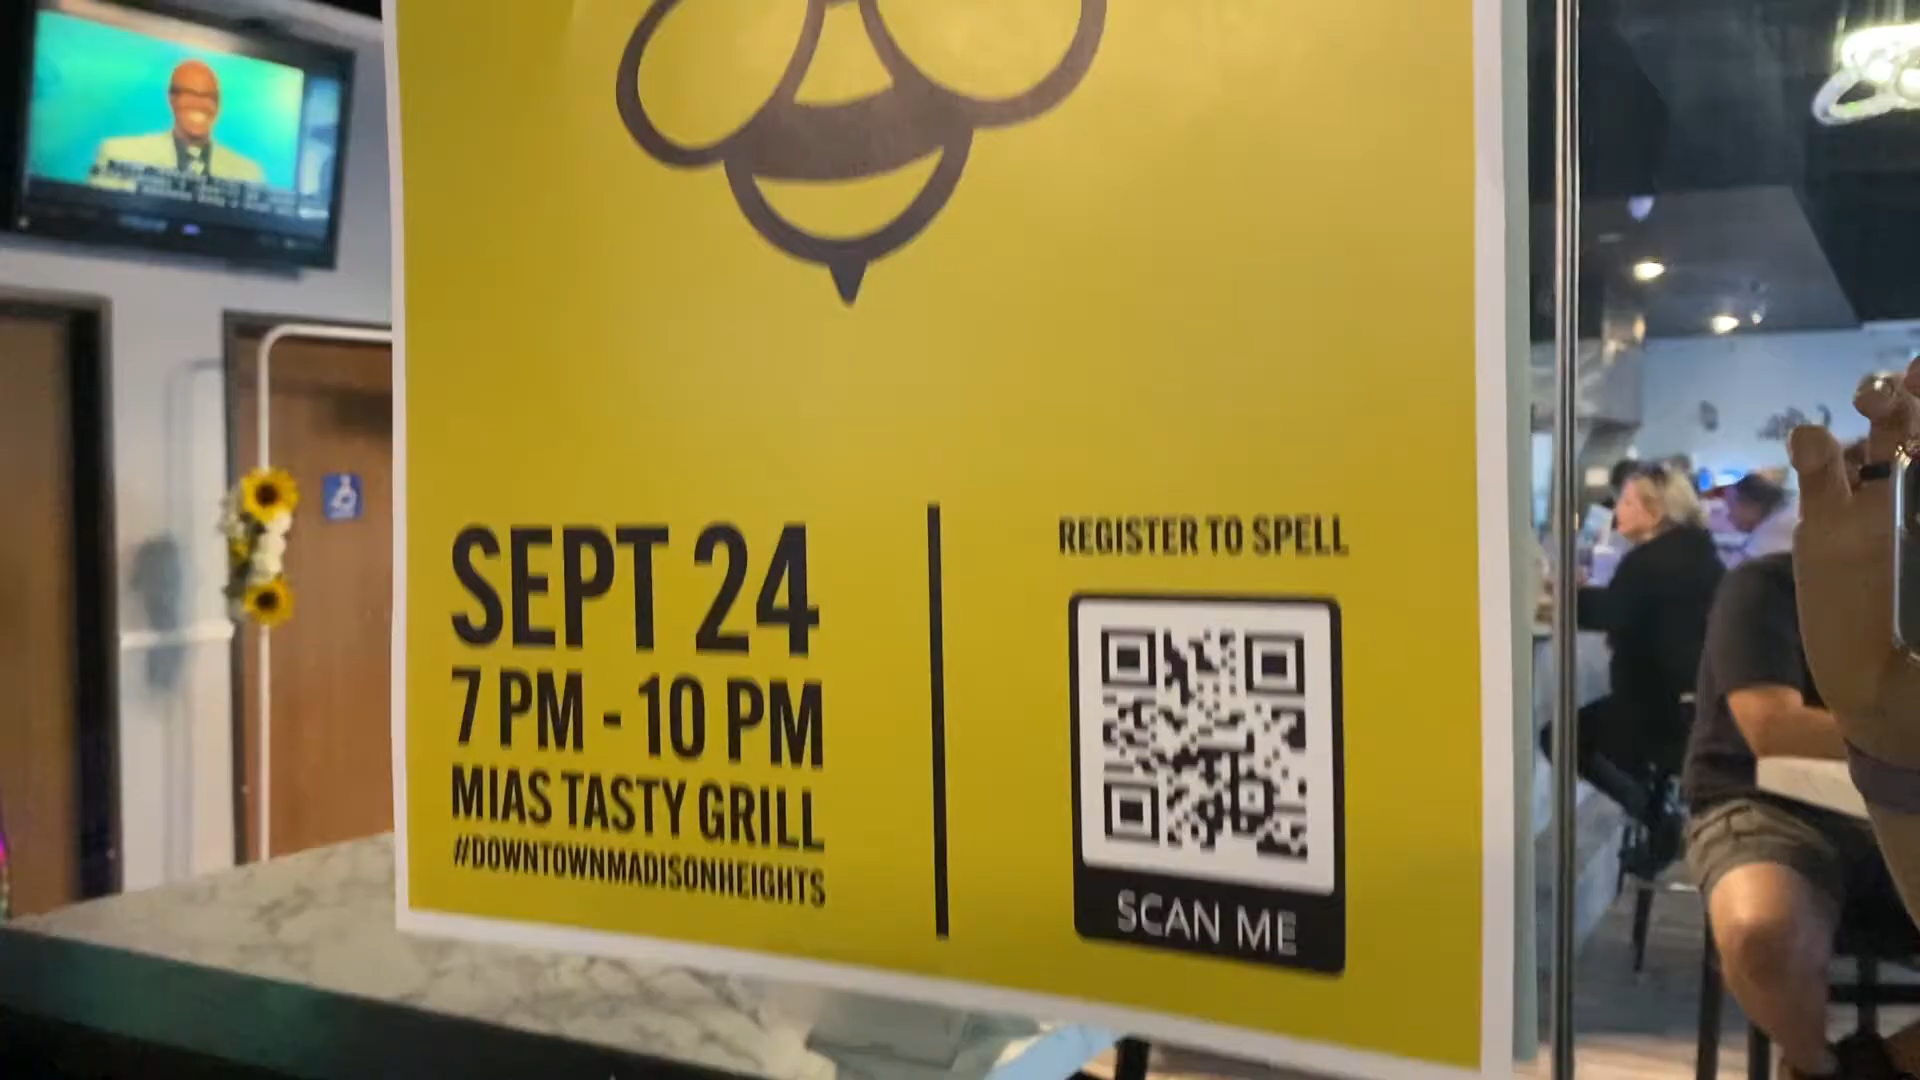 SEPT 24
7 PM - 10 PM
MIAS TASTY GRILL
#DOWNTOWNMADISONHEIGHTS
REGISTER TO SPELL
SCAN ME